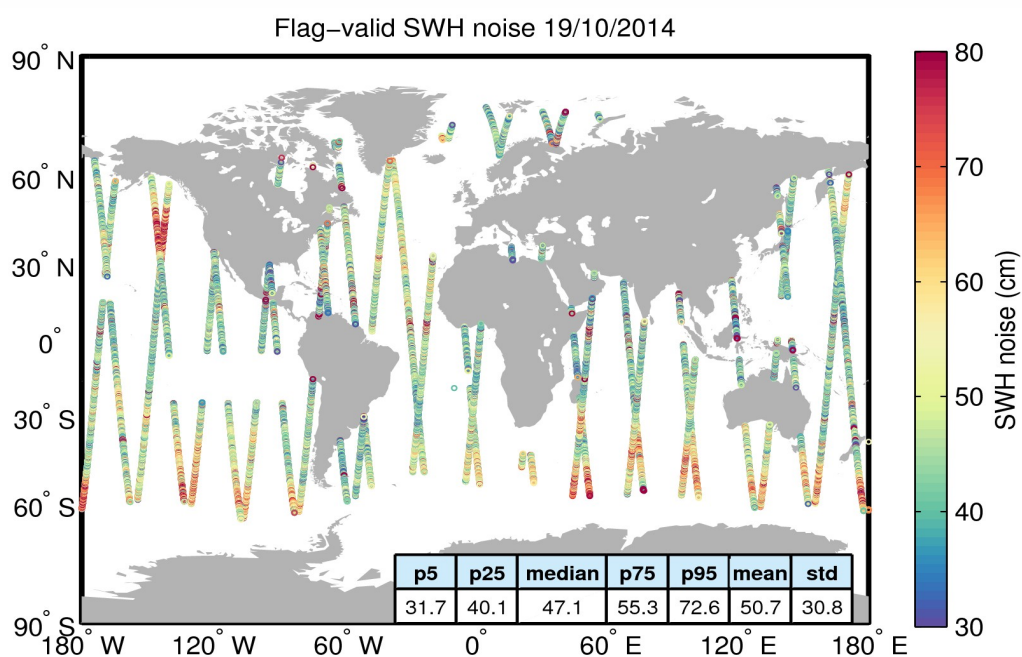 Flag−valid SWH noise 19/10/2014
90° N
60° N
30° N
0°
30° S
60° S
90° S
180° W
120° W
60° W
0°
60° E
120° E
180° E
p5 p25 median p75 p95 mean std
31.7 40.1 47.1 55.3 72.6 50.7 30.8
80
70
60
50
40
30
SWH noise (cm)